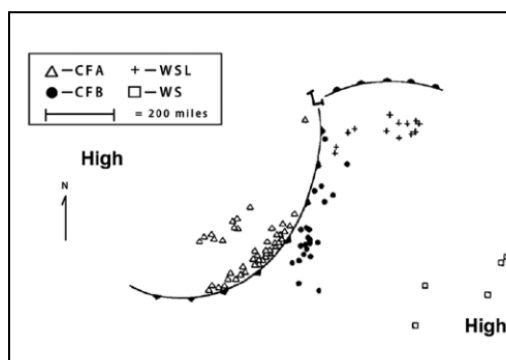 △ —CFA + —WSL
● —CFB □ —WS
= 200 miles
High
N
L
High